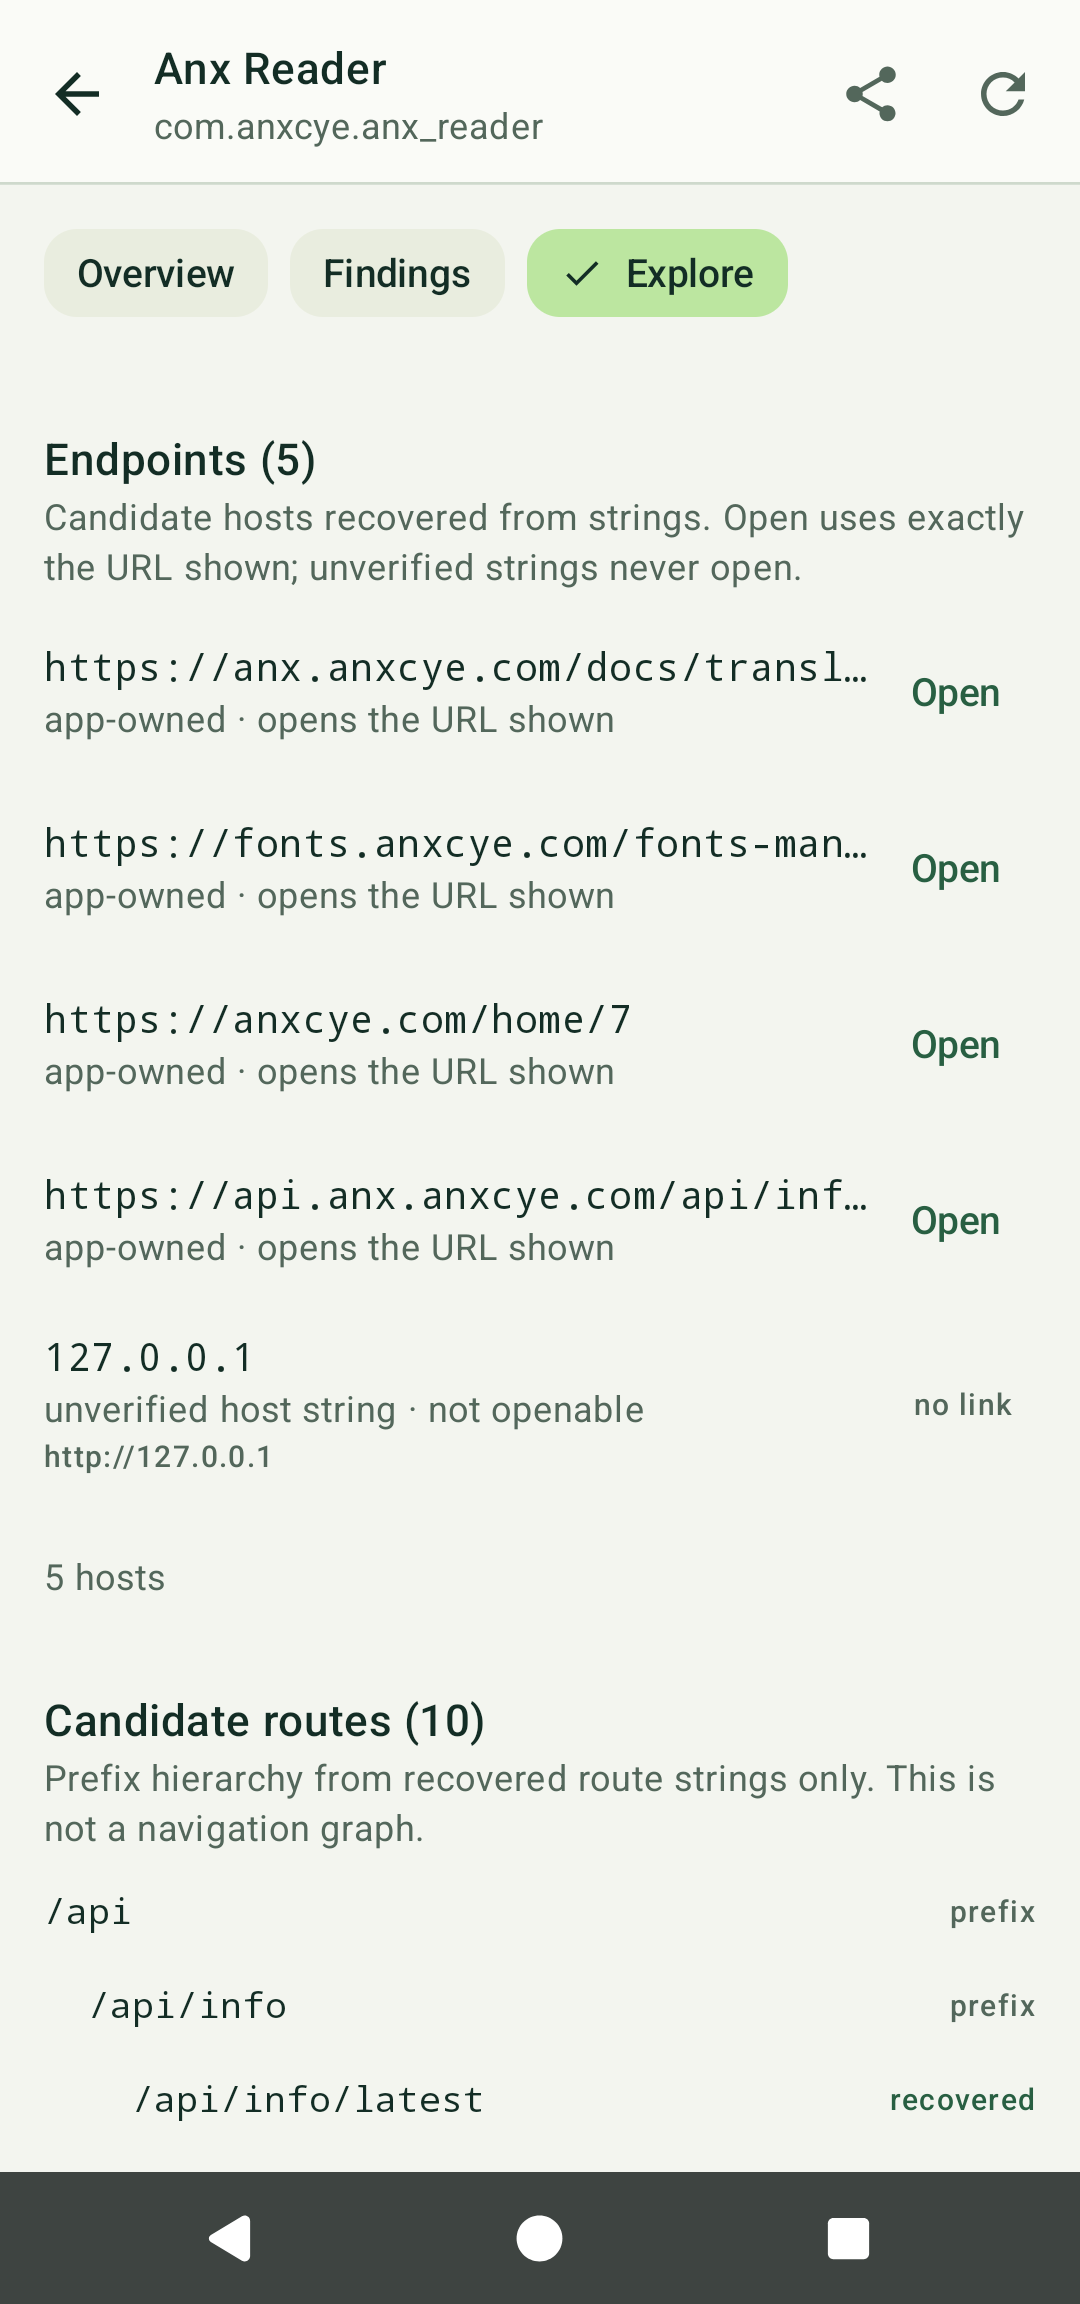 Anx Reader
com.anxcye.anx_reader
Overview
Findings
Explore
Endpoints (5)
Candidate hosts recovered from strings. Open uses exactly
the URL shown; unverified strings never open.
https://anx.anxcye.com/docs/transl…
Open
app-owned · opens the URL shown
https://fonts.anxcye.com/fonts-man…
Open
app-owned · opens the URL shown
https://anxcye.com/home/7
Open
app-owned · opens the URL shown
https://api.anx.anxcye.com/api/inf…
Open
app-owned · opens the URL shown
127.0.0.1
unverified host string · not openable
no link
http://127.0.0.1
5 hosts
Candidate routes (10)
Prefix hierarchy from recovered route strings only. This is
not a navigation graph.
/api
prefix
/api/info
prefix
/api/info/latest
recovered